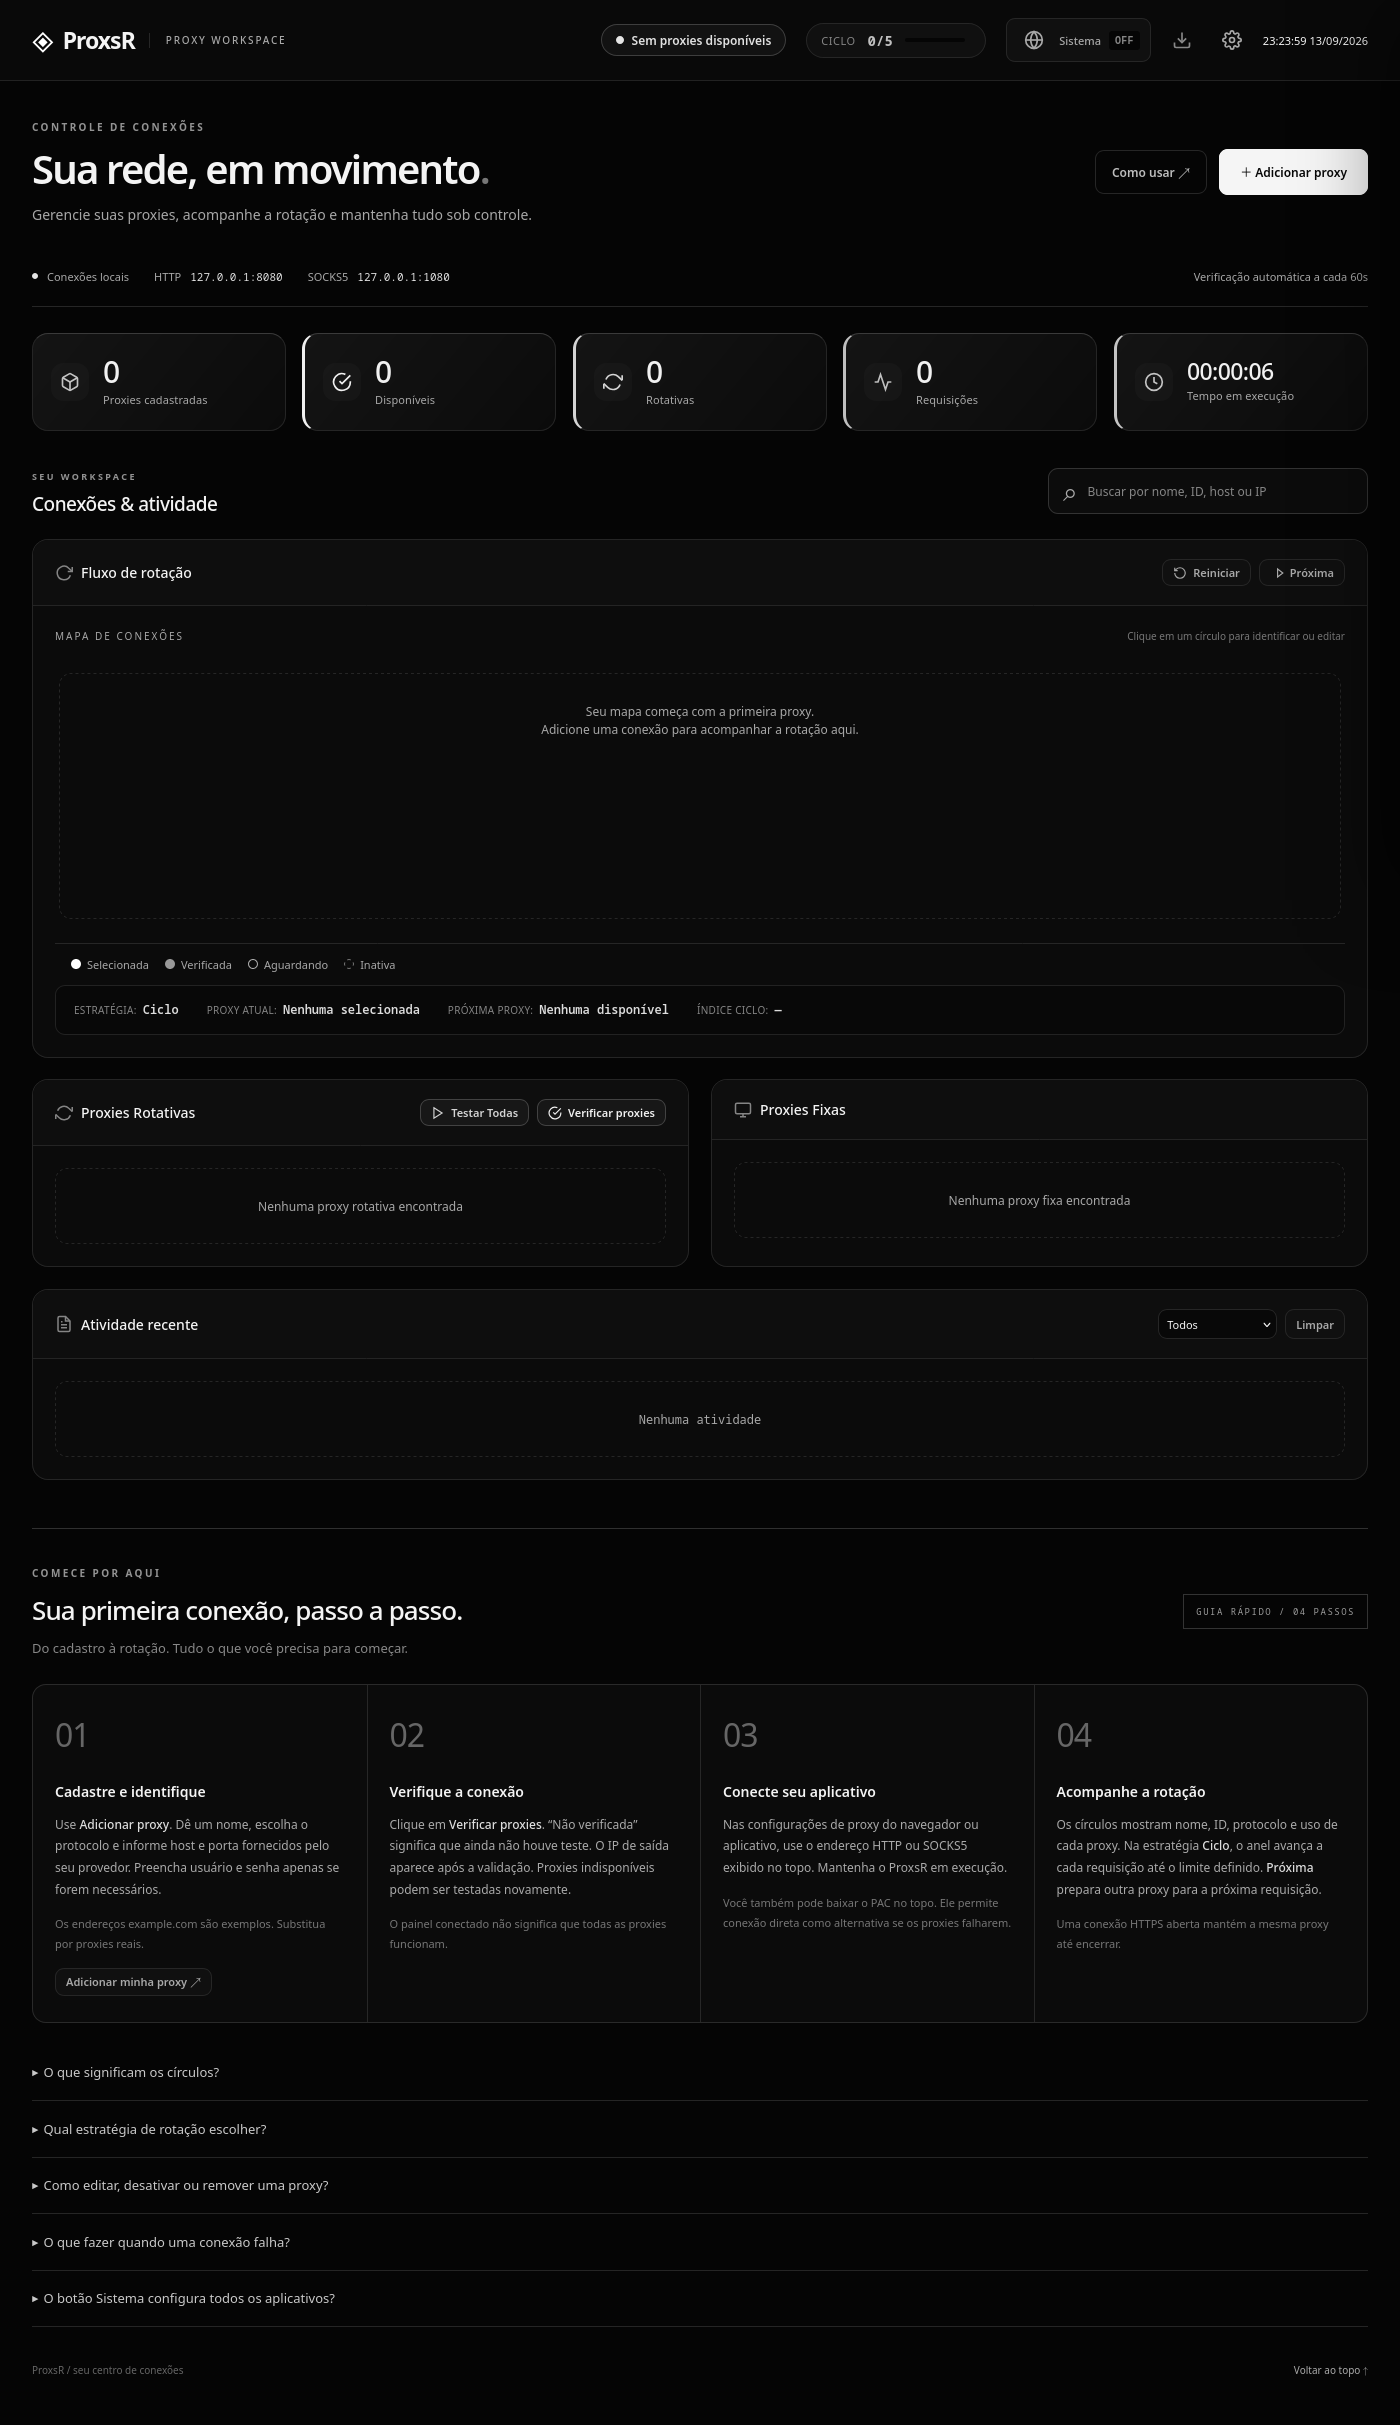 ProxsR
PROXY WORKSPACE
Sem proxies disponíveis
CICLO 0/5
Sistema OFF
23:23:59 13/09/2026
CONTROLE DE CONEXÕES
Sua rede, em movimento.
Gerencie suas proxies, acompanhe a rotação e mantenha tudo sob controle.
Como usar ↗
+ Adicionar proxy
Conexões locais HTTP 127.0.0.1:8080 SOCKS5 127.0.0.1:1080
Verificação automática a cada 60s
0
Proxies cadastradas
0
Disponíveis
0
Rotativas
0
Requisições
00:00:06
Tempo em execução
SEU WORKSPACE
Conexões & atividade
Buscar por nome, ID, host ou IP
Fluxo de rotação
Reiniciar
Próxima
MAPA DE CONEXÕES
Clique em um círculo para identificar ou editar
Seu mapa começa com a primeira proxy.
Adicione uma conexão para acompanhar a rotação aqui.
Selecionada Verificada Aguardando Inativa
ESTRATÉGIA: Ciclo PROXY ATUAL: Nenhuma selecionada PRÓXIMA PROXY: Nenhuma disponível ÍNDICE CICLO: —
Proxies Rotativas
Testar Todas
Verificar proxies
Nenhuma proxy rotativa encontrada
Proxies Fixas
Nenhuma proxy fixa encontrada
Atividade recente
Todos
Limpar
Nenhuma atividade
COMECE POR AQUI
Sua primeira conexão, passo a passo.
Do cadastro à rotação. Tudo o que você precisa para começar.
GUIA RÁPIDO / 04 PASSOS
01
Cadastre e identifique
Use Adicionar proxy. Dê um nome, escolha o
protocolo e informe host e porta fornecidos pelo
seu provedor. Preencha usuário e senha apenas se
forem necessários.
Os endereços example.com são exemplos. Substitua
por proxies reais.
Adicionar minha proxy ↗
02
Verifique a conexão
Clique em Verificar proxies. “Não verificada”
significa que ainda não houve teste. O IP de saída
aparece após a validação. Proxies indisponíveis
podem ser testadas novamente.
O painel conectado não significa que todas as proxies
funcionam.
03
Conecte seu aplicativo
Nas configurações de proxy do navegador ou
aplicativo, use o endereço HTTP ou SOCKS5
exibido no topo. Mantenha o ProxsR em execução.
Você também pode baixar o PAC no topo. Ele permite
conexão direta como alternativa se os proxies falharem.
04
Acompanhe a rotação
Os círculos mostram nome, ID, protocolo e uso de
cada proxy. Na estratégia Ciclo, o anel avança a
cada requisição até o limite definido. Próxima
prepara outra proxy para a próxima requisição.
Uma conexão HTTPS aberta mantém a mesma proxy
até encerrar.
▸ O que significam os círculos?
▸ Qual estratégia de rotação escolher?
▸ Como editar, desativar ou remover uma proxy?
▸ O que fazer quando uma conexão falha?
▸ O botão Sistema configura todos os aplicativos?
ProxsR / seu centro de conexões
Voltar ao topo ↑